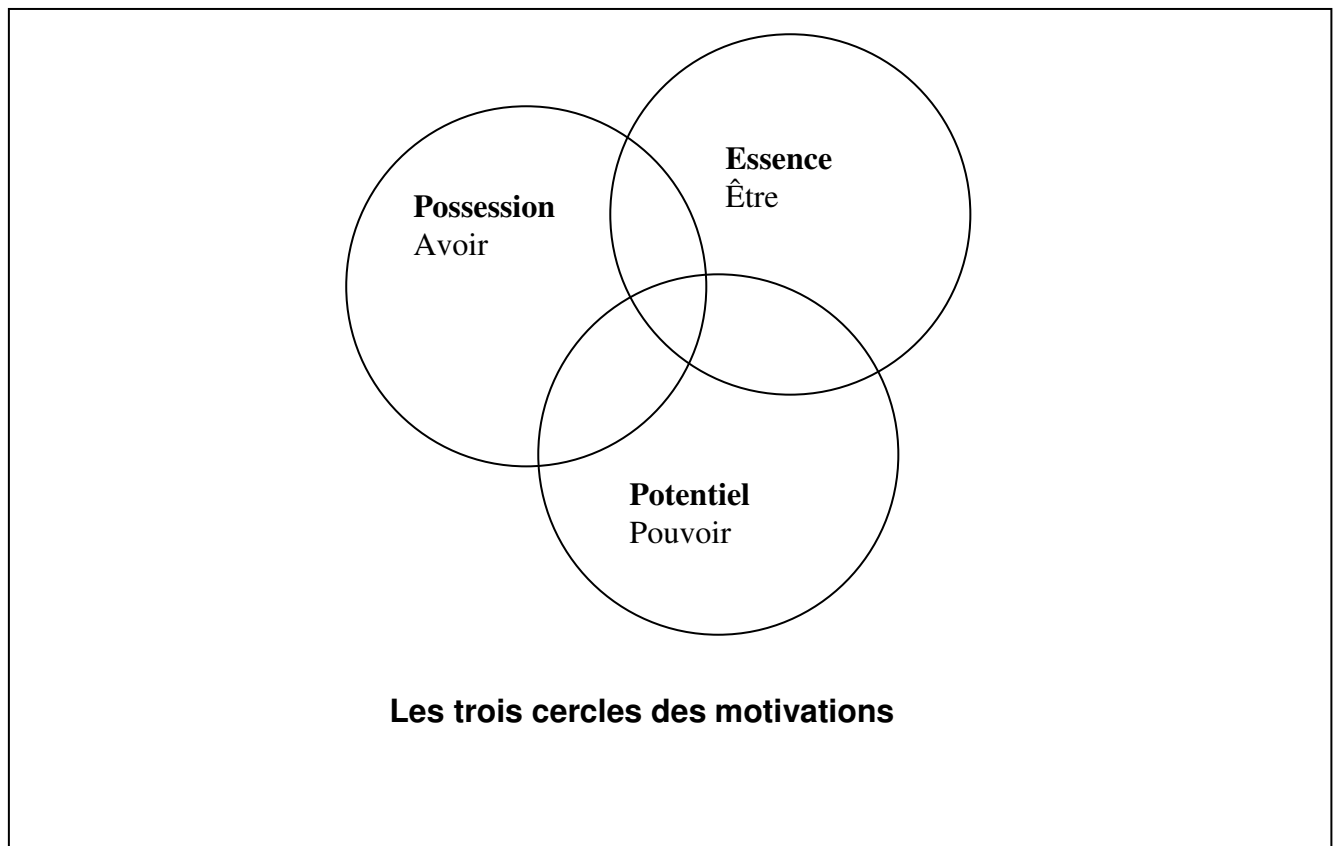 Essence
Être
Possession
Avoir
Potentiel
Pouvoir
Les trois cercles des motivations